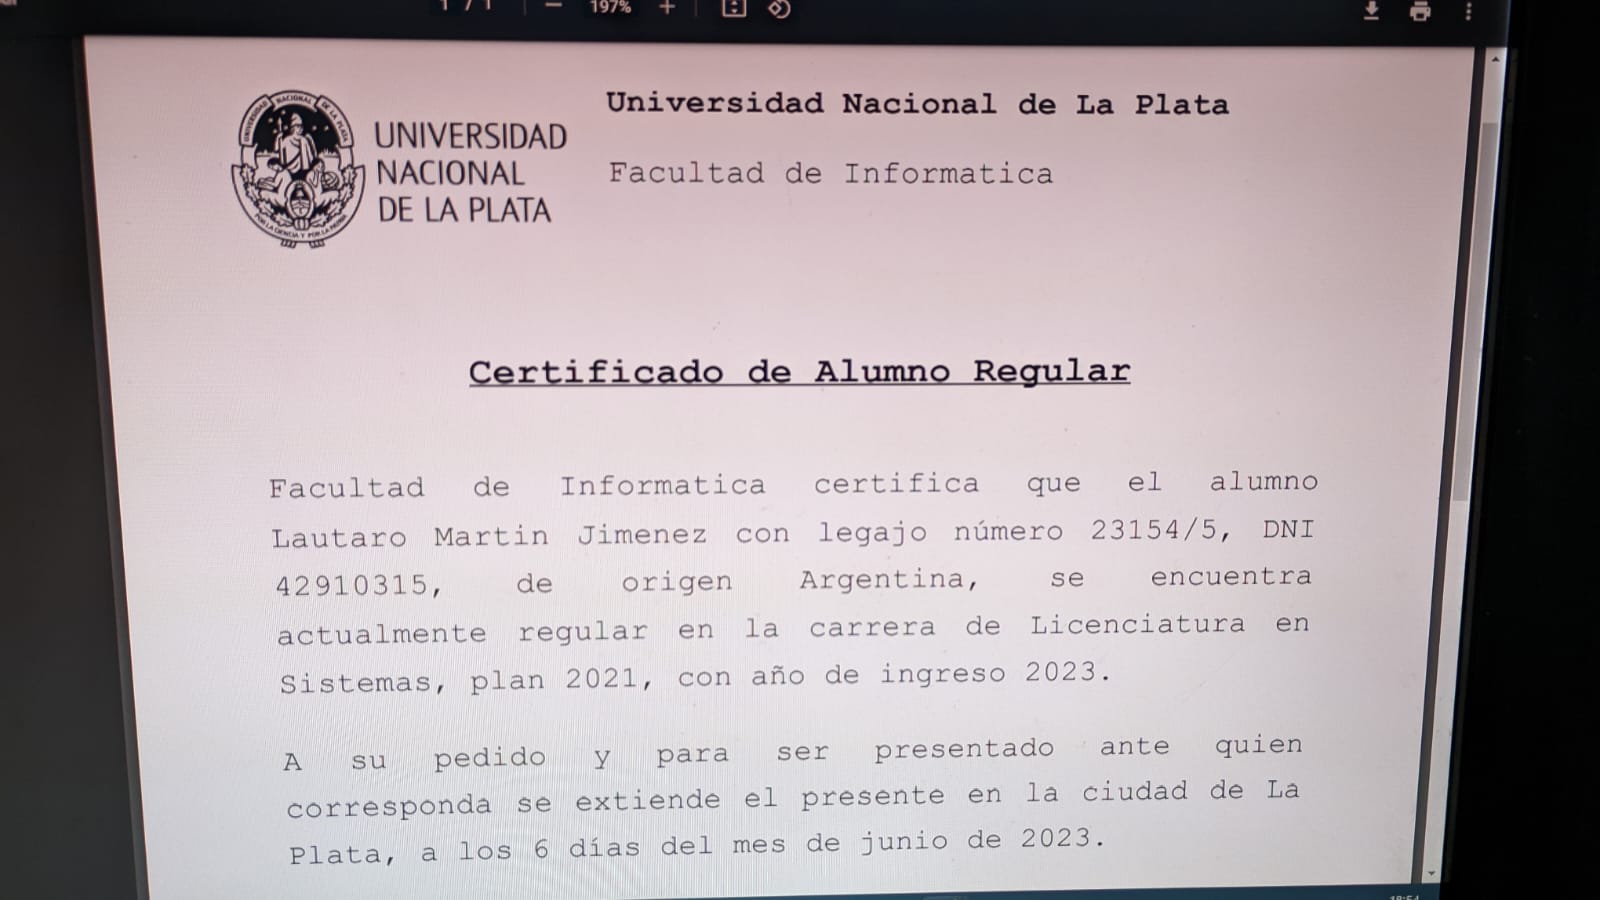 1 / 1 197%
UNIVERSIDAD
NACIONAL
DE LA PLATA
Universidad Nacional de La Plata
Facultad de Informatica
Certificado de Alumno Regular
Facultad de Informatica certifica que el alumno
Lautaro Martin Jimenez con legajo número 23154/5, DNI
42910315, de origen Argentina, se encuentra
actualmente regular en la carrera de Licenciatura en
Sistemas, plan 2021, con año de ingreso 2023.
A su pedido y para ser presentado ante quien
corresponda se extiende el presente en la ciudad de La
Plata, a los 6 días del mes de junio de 2023.